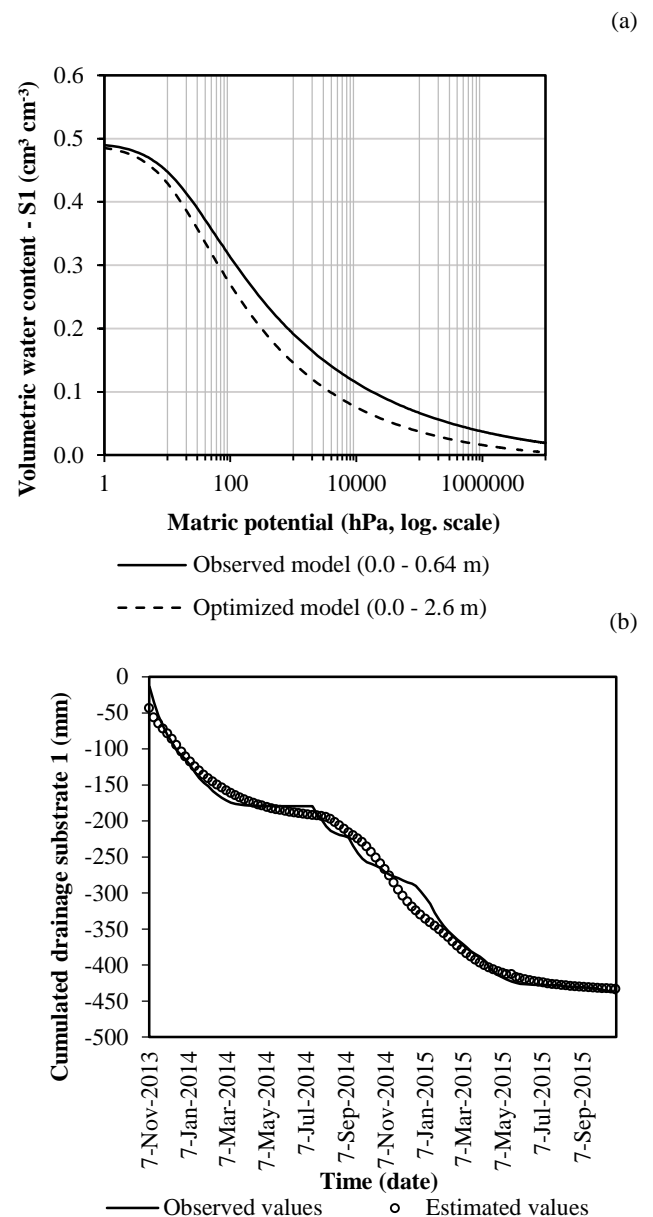 (a)
Volumetric water content - S1 (cm³ cm⁻³)
0.6
0.5
0.4
0.3
0.2
0.1
0.0
1 100 10000 1000000
Matric potential (hPa, log. scale)
Observed model (0.0 - 0.64 m)
Optimized model (0.0 - 2.6 m)
(b)
Cumulated drainage substrate 1 (mm)
0
-50
-100
-150
-200
-250
-300
-350
-400
-450
-500
7-Nov-2013
7-Jan-2014
7-Mar-2014
7-May-2014
7-Jul-2014
7-Sep-2014
7-Nov-2014
7-Jan-2015
7-Mar-2015
7-May-2015
7-Jul-2015
7-Sep-2015
Time (date)
Observed values Estimated values